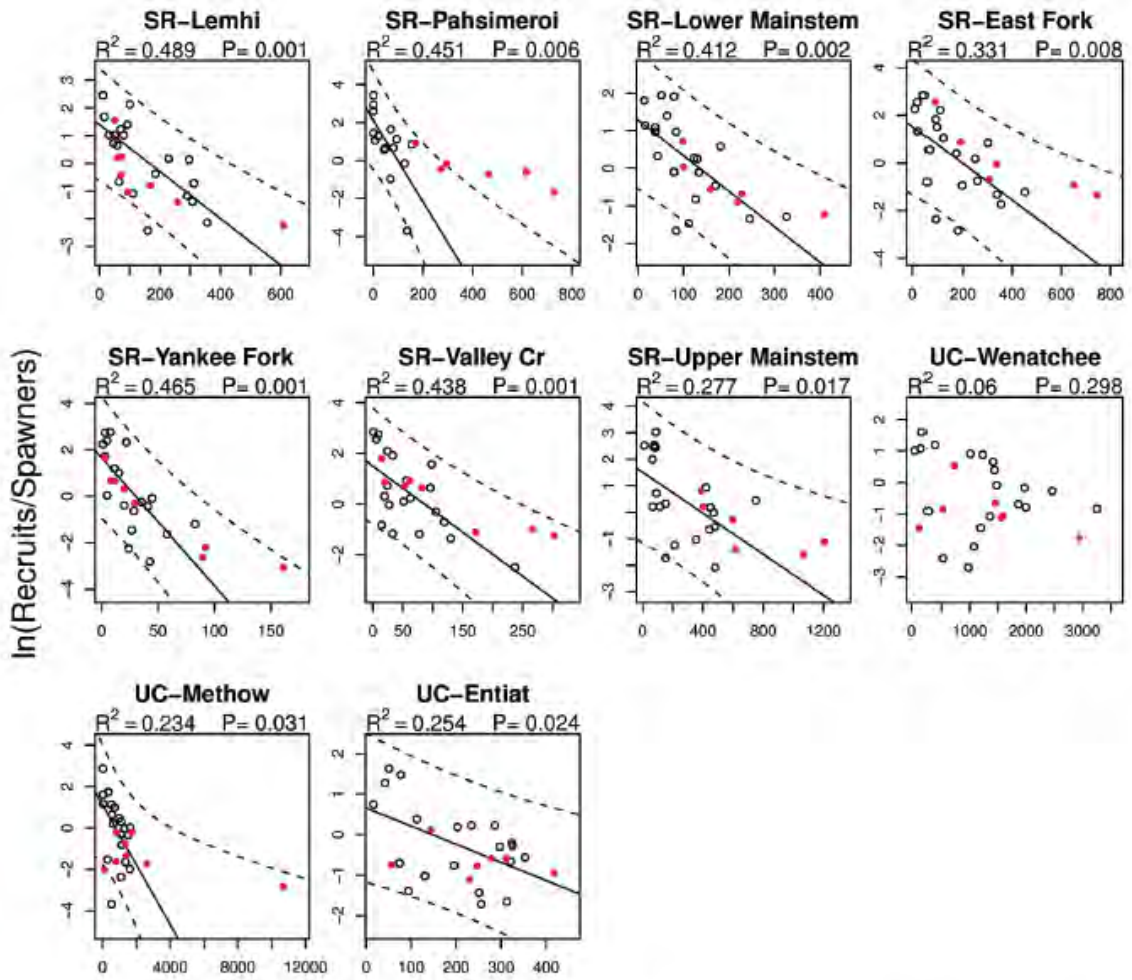 SR−Lemhi
R² = 0.489 P= 0.001
3
2
1
0
-1
-3
0 200 400 600
SR−Pahsimeroi
R² = 0.451 P= 0.006
4
2
0
-2
-4
0 200 400 600 800
SR−Lower Mainstem
R² = 0.412 P= 0.002
3
2
1
0
-1
-2
0 100 200 300 400
SR−East Fork
R² = 0.331 P= 0.008
4
2
0
-2
-4
0 200 400 600 800
ln(Recruits/Spawners)
SR−Yankee Fork
R² = 0.465 P= 0.001
4
2
0
-2
-4
0 50 100 150
SR−Valley Cr
R² = 0.438 P= 0.001
4
2
0
-2
0 50 150 250
SR−Upper Mainstem
R² = 0.277 P= 0.017
4
3
2
1
-1
-3
0 400 800 1200
UC−Wenatchee
R² = 0.06 P= 0.298
2
1
0
-1
-2
-3
0 1000 2000 3000
UC−Methow
R² = 0.234 P= 0.031
4
2
0
-2
-4
0 4000 8000 12000
UC−Entiat
R² = 0.254 P= 0.024
2
1
0
-1
-2
0 100 200 300 400